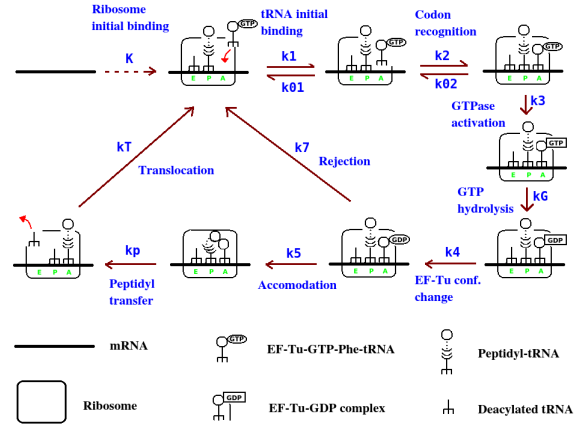 Ribosome
initial binding
K
GTP
E P A
tRNA initial
binding
k1
k01
GTP
E P A
Codon
recognition
k2
k02
GTP
E P A
k3
GTPase
activation
GTP
E P A
kG
GTP
hydrolysis
GDP
E P A
k4
EF-Tu conf.
change
GDP
E P A
k7
Rejection
k5
Accomodation
E P A
kp
Peptidyl
transfer
E P A
kT
Translocation
mRNA
GTP
EF-Tu-GTP-Phe-tRNA
Peptidyl-tRNA
Ribosome
GDP
EF-Tu-GDP complex
Deacylated tRNA